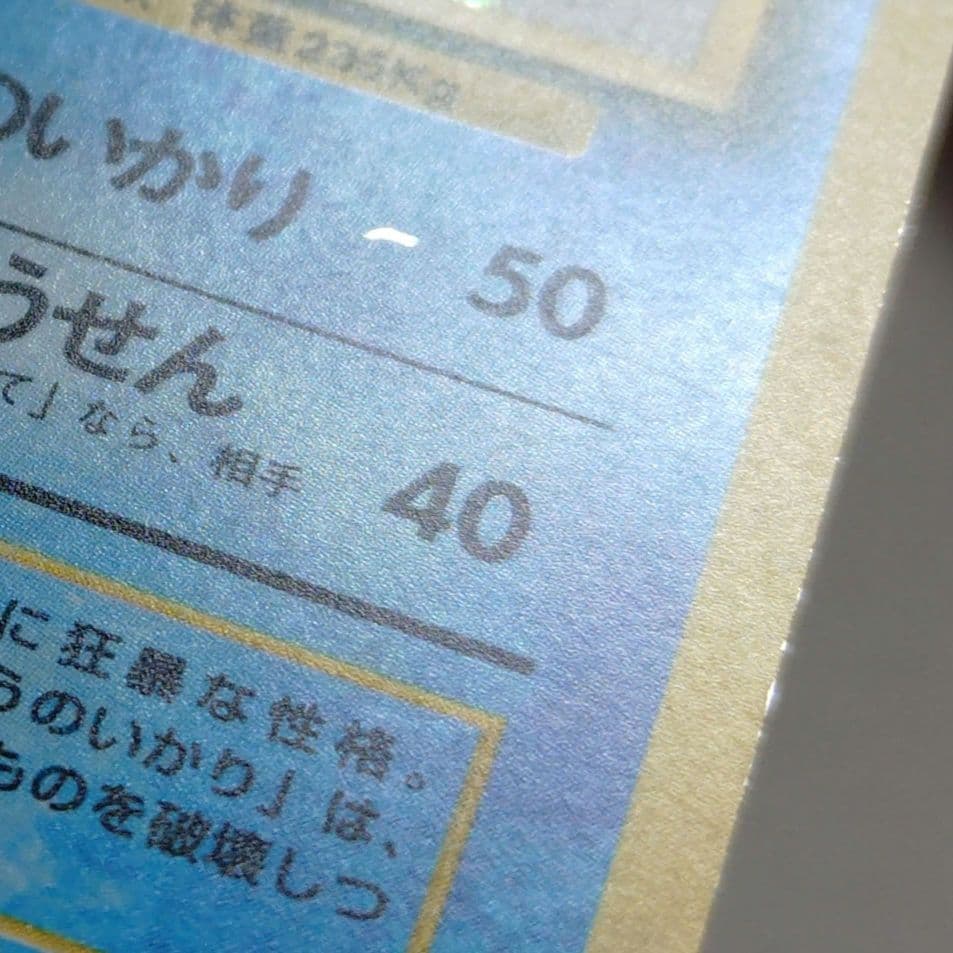 体重235kg
のいかり 50
うせん
て」なら、相手 40
に狂暴な性格。
うのいかり」は、
ものを破壊しつ